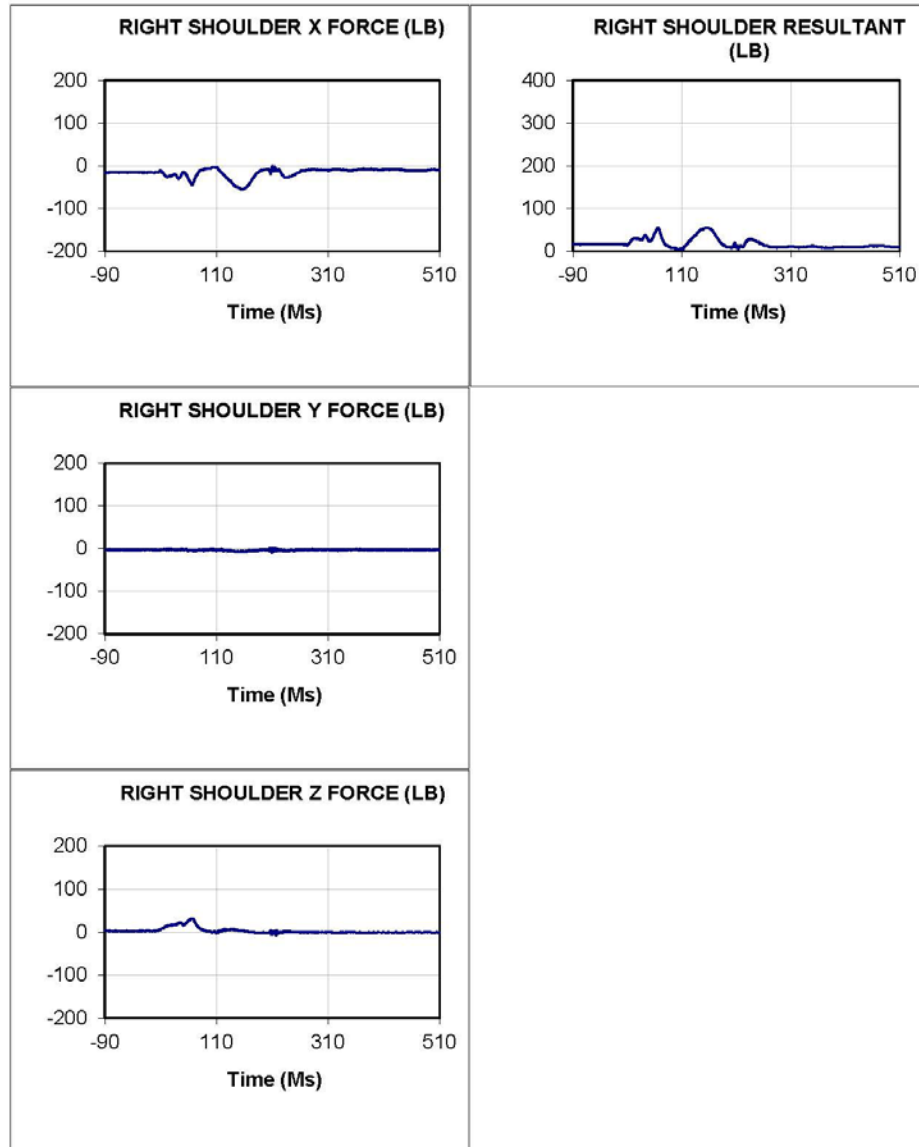 RIGHT SHOULDER X FORCE (LB)
200
100
0
-100
-200
-90 110 310 510
Time (Ms)
RIGHT SHOULDER RESULTANT
(LB)
400
300
200
100
0
-90 110 310 510
Time (Ms)
RIGHT SHOULDER Y FORCE (LB)
200
100
0
-100
-200
-90 110 310 510
Time (Ms)
RIGHT SHOULDER Z FORCE (LB)
200
100
0
-100
-200
-90 110 310 510
Time (Ms)